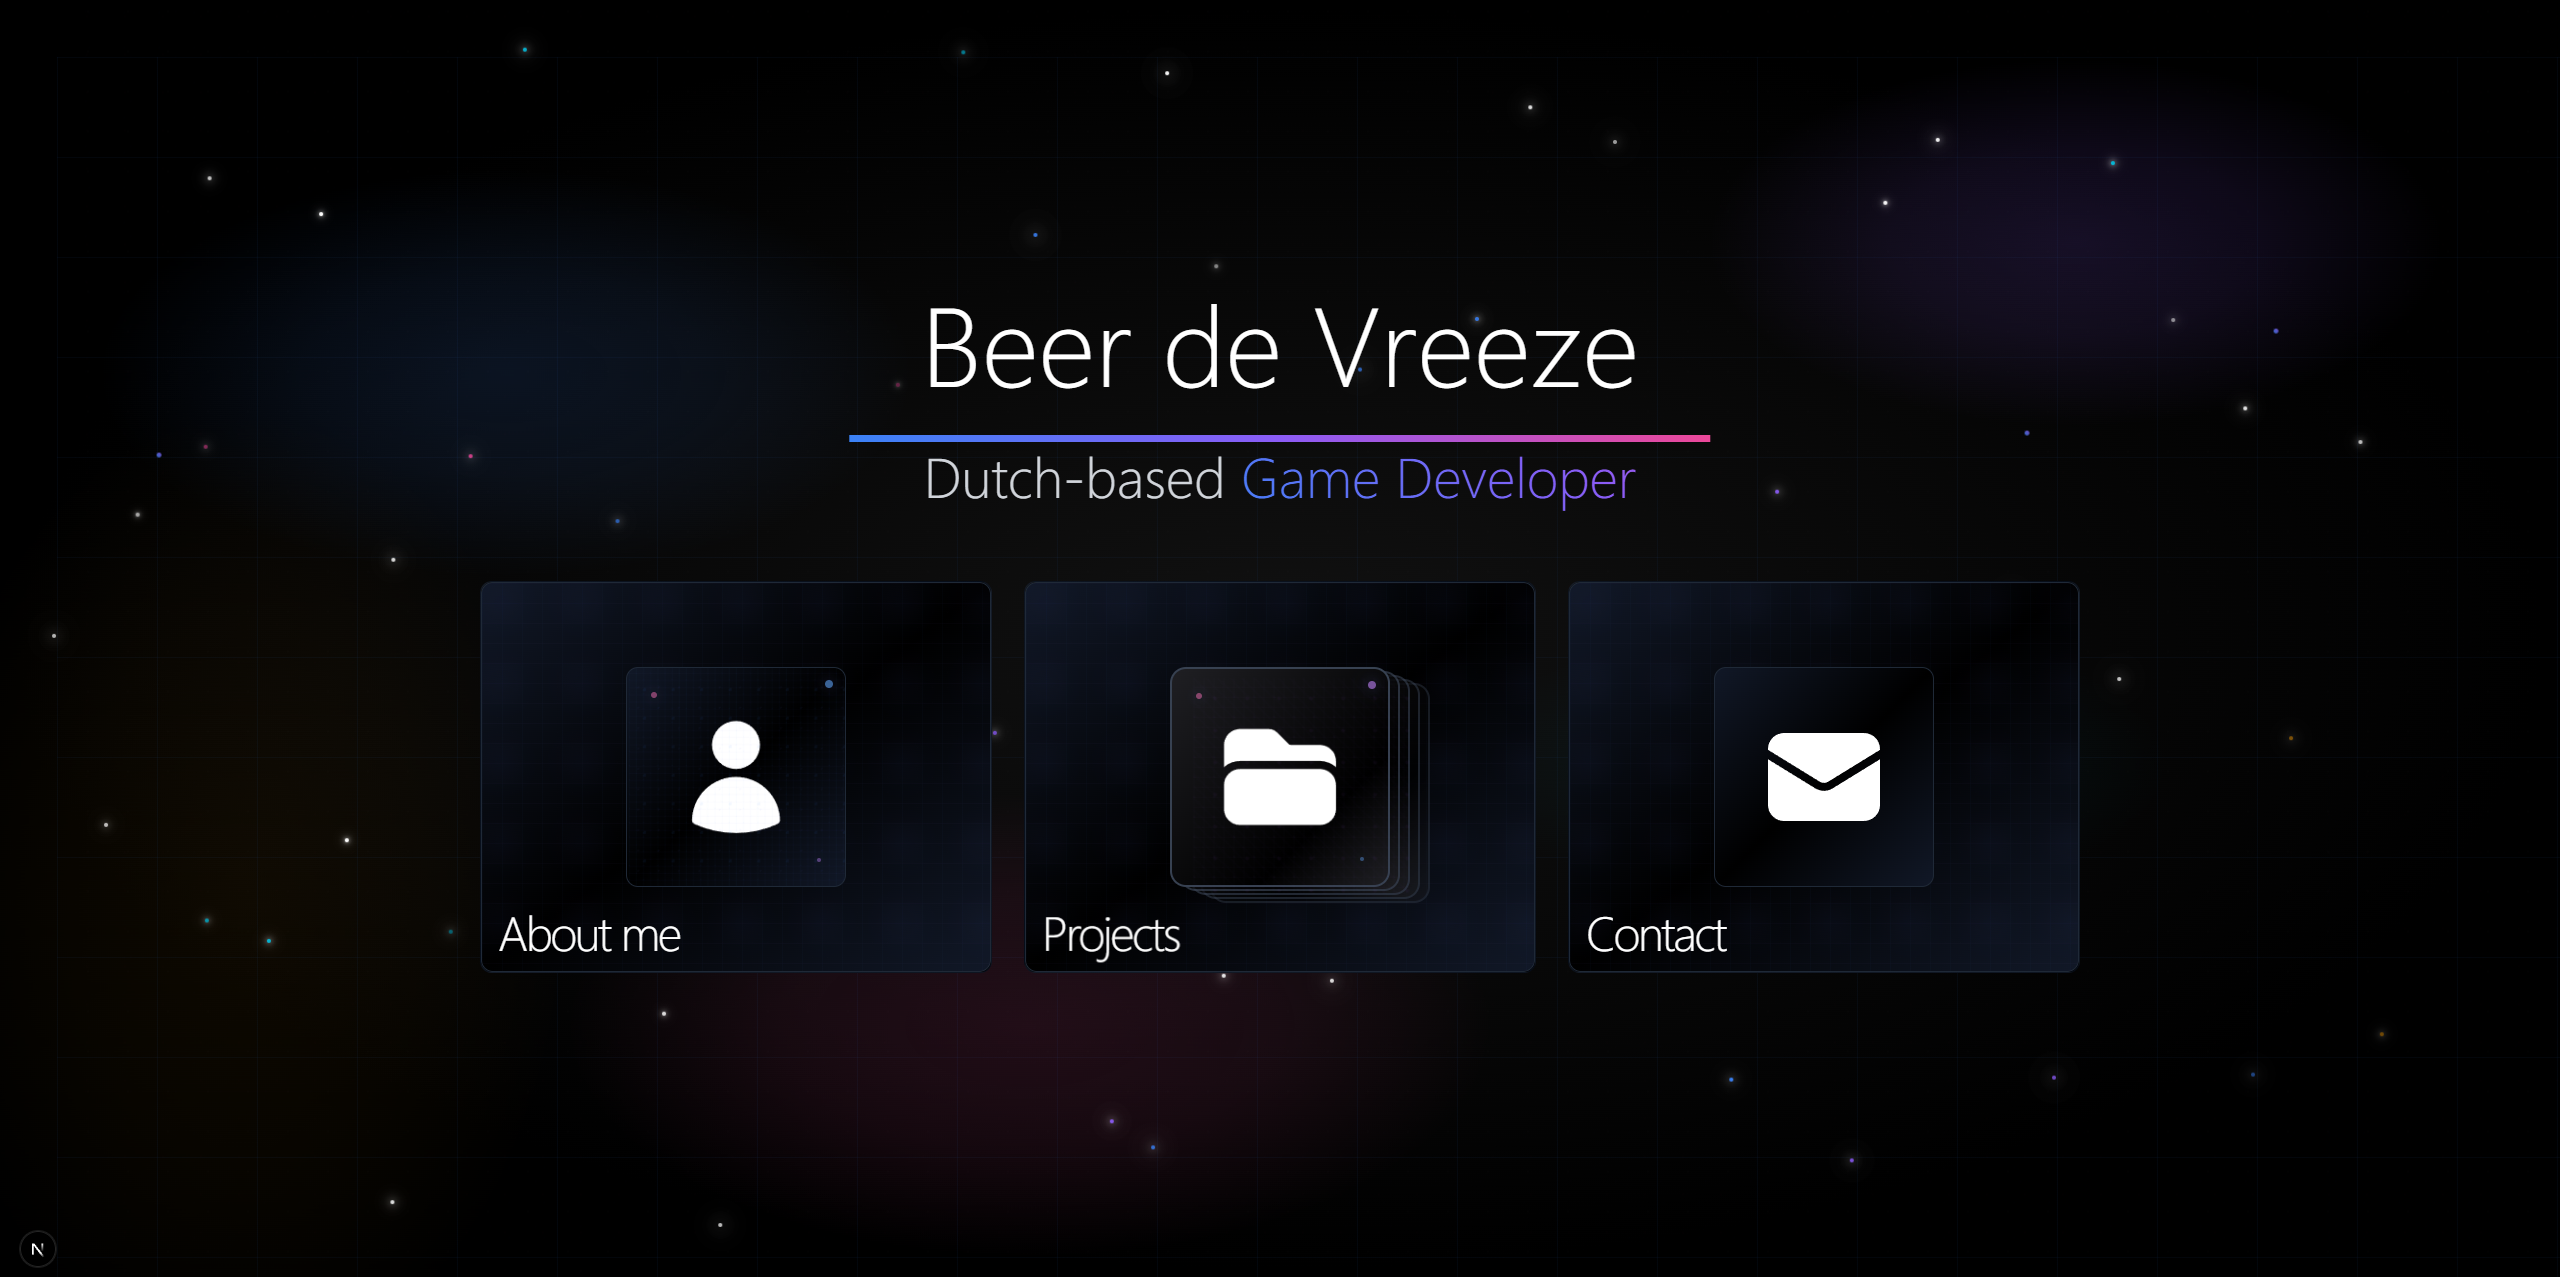 Beer de Vreeze
Dutch-based Game Developer
About me
Projects
Contact
N